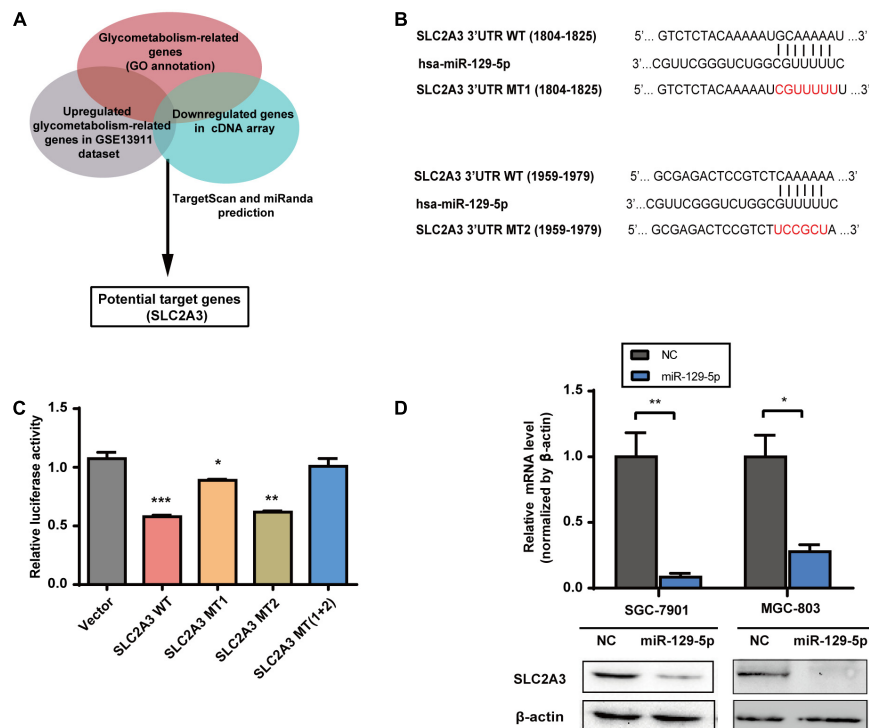 A
Glycometabolism-related
genes
(GO annotation)
Upregulated
glycometabolism-related
genes in GSE13911
dataset
Downregulated genes
in cDNA array
TargetScan and miRanda
prediction
Potential target genes
(SLC2A3)
B
SLC2A3 3'UTR WT (1804-1825) 5'... GTCTCTACAAAAAUGCAAAAAU ...3'
hsa-miR-129-5p 3'...CGUUCGGGUCUGGCGUUUUUC
SLC2A3 3'UTR MT1 (1804-1825) 5'... GTCTCTACAAAAAUCGUUUUUU ...3'
SLC2A3 3'UTR WT (1959-1979) 5'... GCGAGACTCCGTCTCAAAAAA ...3'
hsa-miR-129-5p 3'...CGUUCGGGUCUGGCGUUUUUC
SLC2A3 3'UTR MT2 (1959-1979) 5'... GCGAGACTCCGTCTUCCGCUA ...3'
C
Relative luciferase activity
1.5
1.0
0.5
0.0
***
*
**
Vector
SLC2A3 WT
SLC2A3 MT1
SLC2A3 MT2
SLC2A3 MT(1+2)
D
NC
miR-129-5p
Relative mRNA level
(normalized by β-actin)
1.5
1.0
0.5
0.0
**
*
SGC-7901 MGC-803
NC miR-129-5p NC miR-129-5p
SLC2A3
β-actin